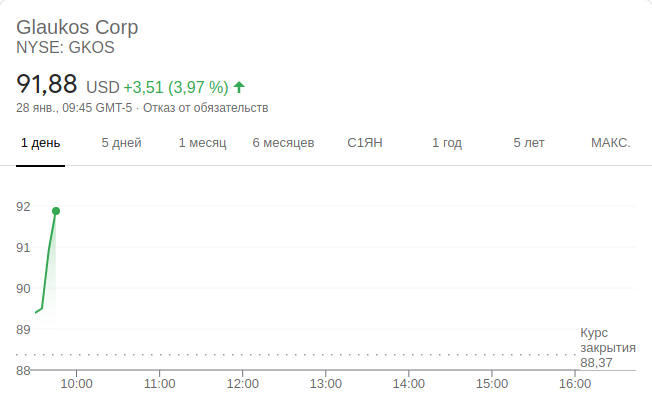 Glaukos Corp
NYSE: GKOS
91,88 USD +3,51 (3,97 %)
28 янв., 09:45 GMT-5 · Отказ от обязательств
1 день 5 дней 1 месяц 6 месяцев С1ЯН 1 год 5 лет МАКС.
92
91
90
89
88
Курс
закрытия
88,37
10:00 11:00 12:00 13:00 14:00 15:00 16:00